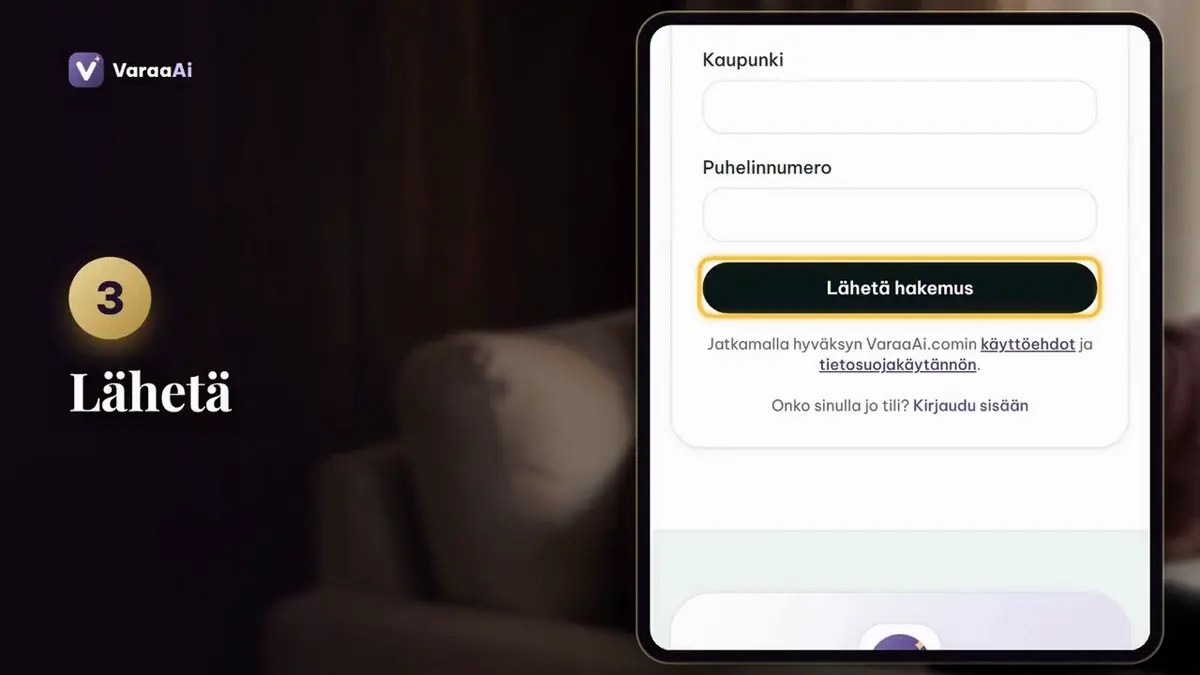 VaraaAi
3
Lähetä
Kaupunki
Puhelinnumero
Lähetä hakemus
Jatkamalla hyväksyn VaraaAi.comin käyttöehdot ja
tietosuojakäytännön.
Onko sinulla jo tili? Kirjaudu sisään